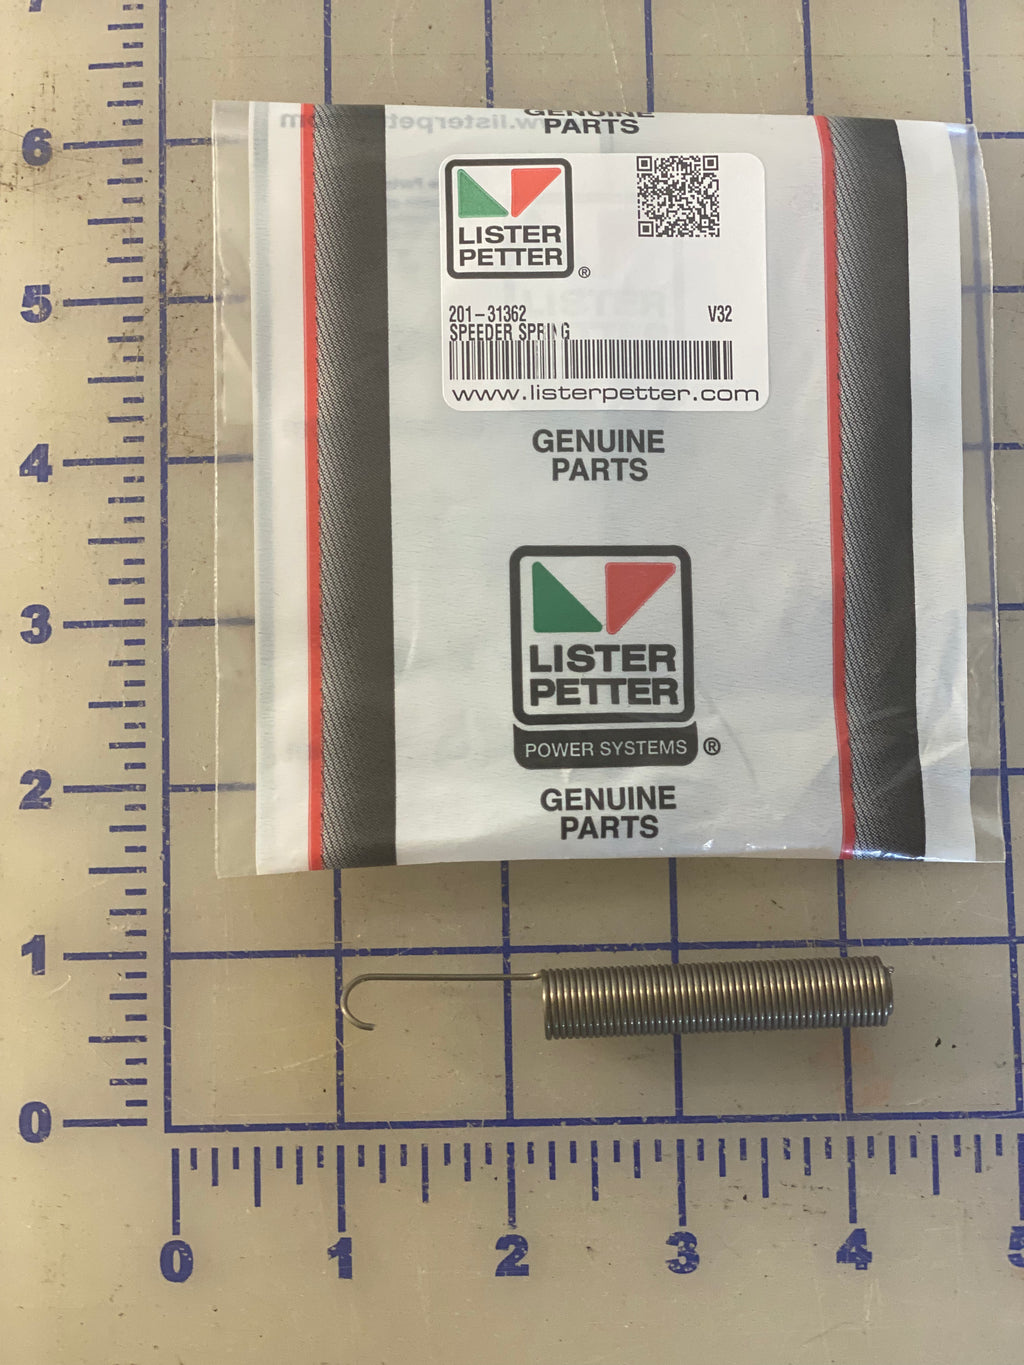 GENUINE
PARTS
LISTER
PETTER
®
201-31362 V32
SPEEDER SPRING
www.listerpetter.com
GENUINE
PARTS
LISTER
PETTER
POWER SYSTEMS ®
GENUINE
PARTS
6
5
4
3
2
1
0
0 1 2 3 4 5